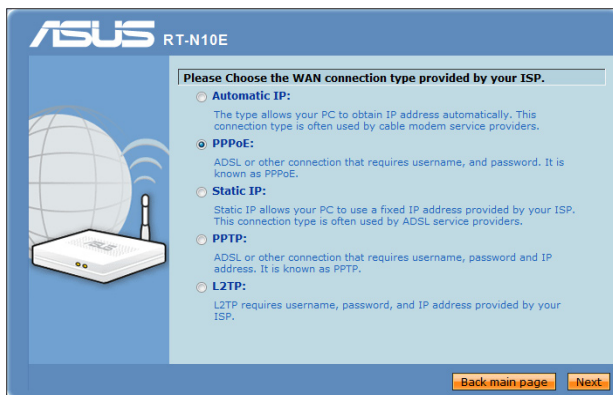 ASUS RT-N10E
Please Choose the WAN connection type provided by your ISP.
Automatic IP:
The type allows your PC to obtain IP address automatically. This
connection type is often used by cable modem service providers.
PPPoE:
ADSL or other connection that requires username, and password. It is
known as PPPoE.
Static IP:
Static IP allows your PC to use a fixed IP address provided by your ISP.
This connection type is often used by ADSL service providers.
PPTP:
ADSL or other connection that requires username, password and IP
address. It is known as PPTP.
L2TP:
L2TP requires username, password, and IP address provided by your
ISP.
ASUS
Back main page Next